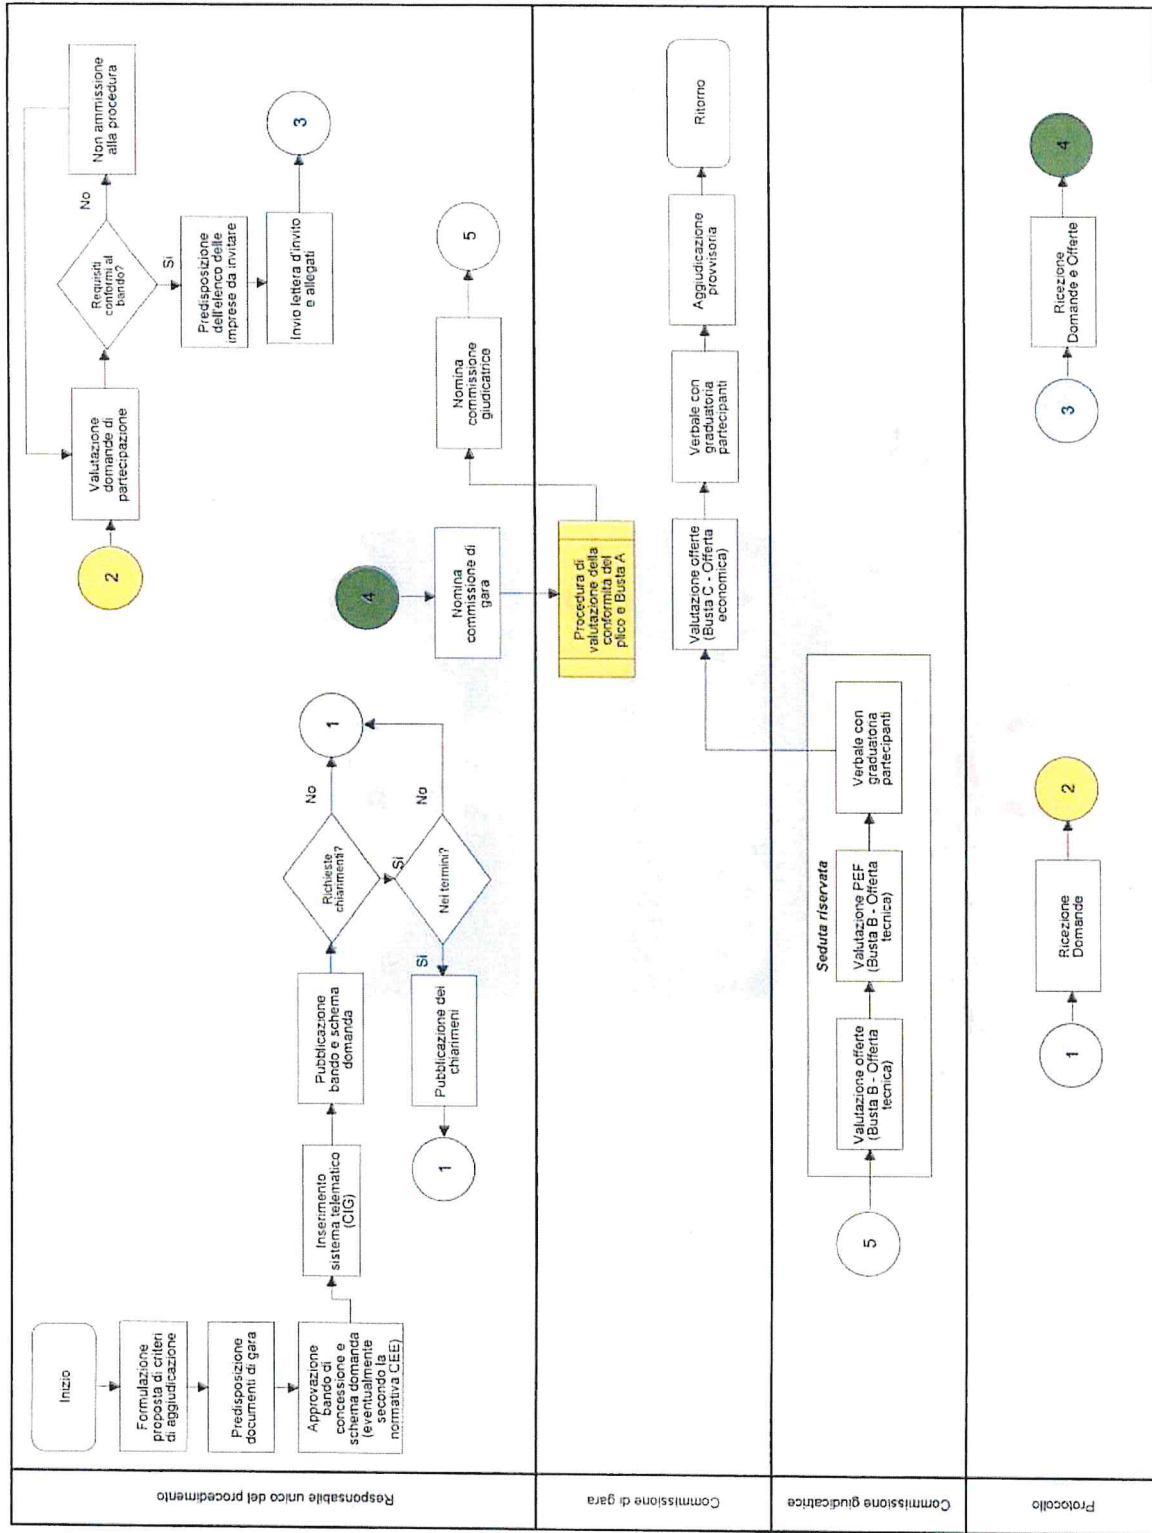 Responsabile unico del procedimento
Inizio
Formulazione
proposta di criteri
di aggiudicazione
Predisposizione
documenti di gara
Approvazione
bando di
concessione e
schema domanda
(eventualmente
secondo la
normativa CEE)
Inserimento
sistema telematico
(CIG)
Pubblicazione
bando e schema
domanda
Richieste
chiarimenti?
No
1
Si
Nei termini?
No
Si
Pubblicazione dei
chiarimeni
1
2
Valutazione
domande di
partecipazione
Requisiti
conformi al
bando?
No
Non ammissione
alla procedura
Si
Predisposizione
dell'elenco delle
imprese da invitare
Invio lettera d'invito
e allegati
3
4
Nomina
commissione di
gara
Nomina
commissione
giudicatrice
5
Commissione di gara
Procedura di
valutazione della
conformità del
plico e Busta A
Valutazione offerte
(Busta C - Offerta
economica)
Verbale con
graduatoria
partecipanti
Aggiudicazione
provvisoria
Ritorno
Commissione giudicatrice
5
Seduta riservata
Valutazione offerte
(Busta B - Offerta
tecnica)
Valutazione PEF
(Busta B - Offerta
tecnica)
Verbale con
graduatoria
partecipanti
Protocollo
1
Ricezione
Domande
2
3
Ricezione
Domande e Offerte
4